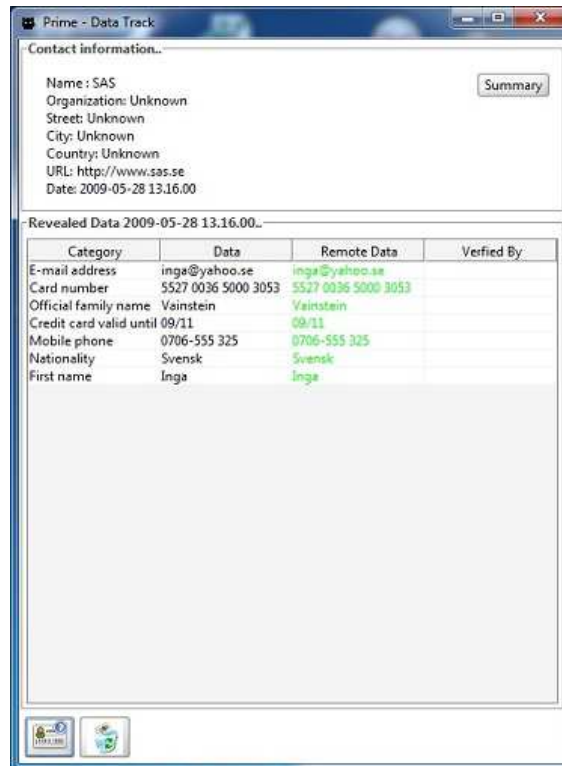 Prime - Data Track
Contact information..
Name : SAS
Summary
Organization: Unknown
Street: Unknown
City: Unknown
Country: Unknown
URL: http://www.sas.se
Date: 2009-05-28 13.16.00
Revealed Data 2009-05-28 13.16.00..
Category Data Remote Data Verfied By
E-mail address inga@yahoo.se inga@yahoo.se
Card number 5527 0036 5000 3053 5527 0036 5000 3053
Official family name Vainstein Vainstein
Credit card valid until 09/11 09/11
Mobile phone 0706-555 325 0706-555 325
Nationality Svensk Svensk
First name Inga Inga